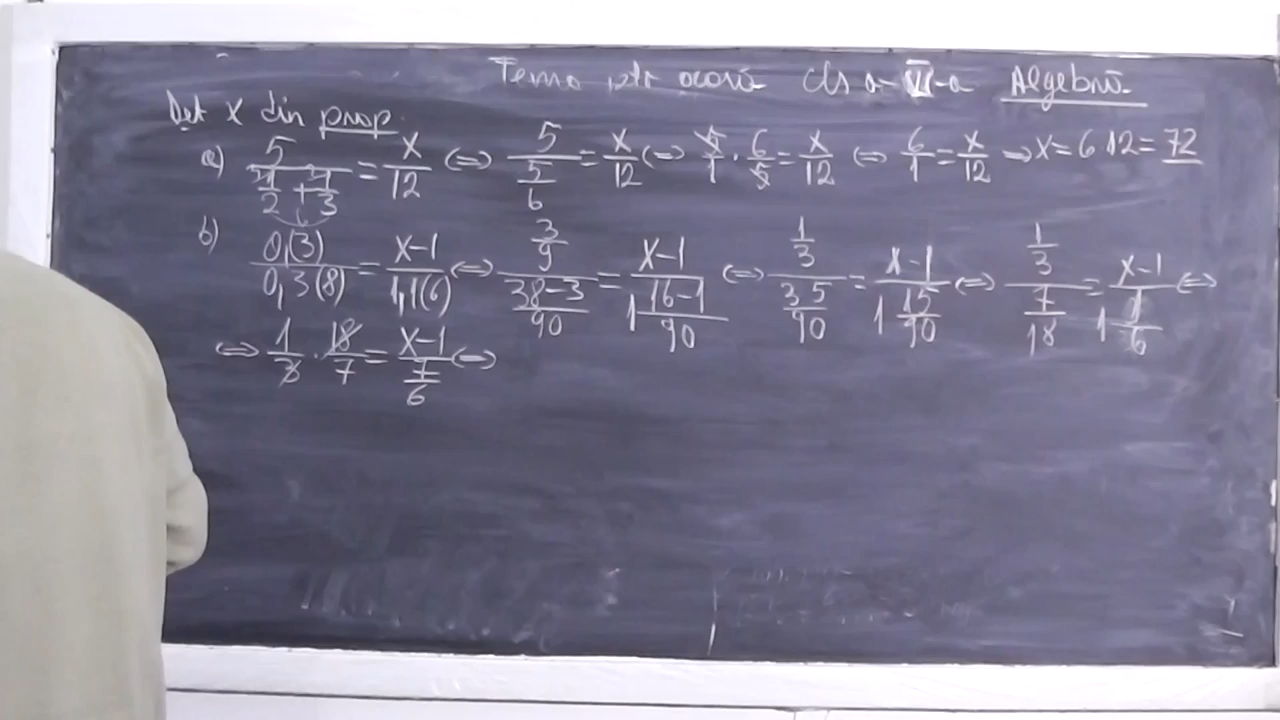 Tema ptr acasă cls a-VI-a Algebră
Det x din prop.
a) 5/(1/2 + 1/3) = x/12 ⇔ 5/(5/6) = x/12 ⇔ 5/1 · 6/5 = x/12 ⇔ 6/1 = x/12 ⇒ x = 6 12 = 72
b) 0,(3)/0,3(8) = (x-1)/1,1(6) ⇔ (3/9)/((38-3)/90) = (x-1)/(1 (16-1)/90) ⇔ (1/3)/(35/90) = (x-1)/(1 15/90) ⇔ (1/3)/(7/18) = (x-1)/(1 1/6) ⇔
⇔ 1/3 · 18/7 = (x-1)/(7/6) ⇔